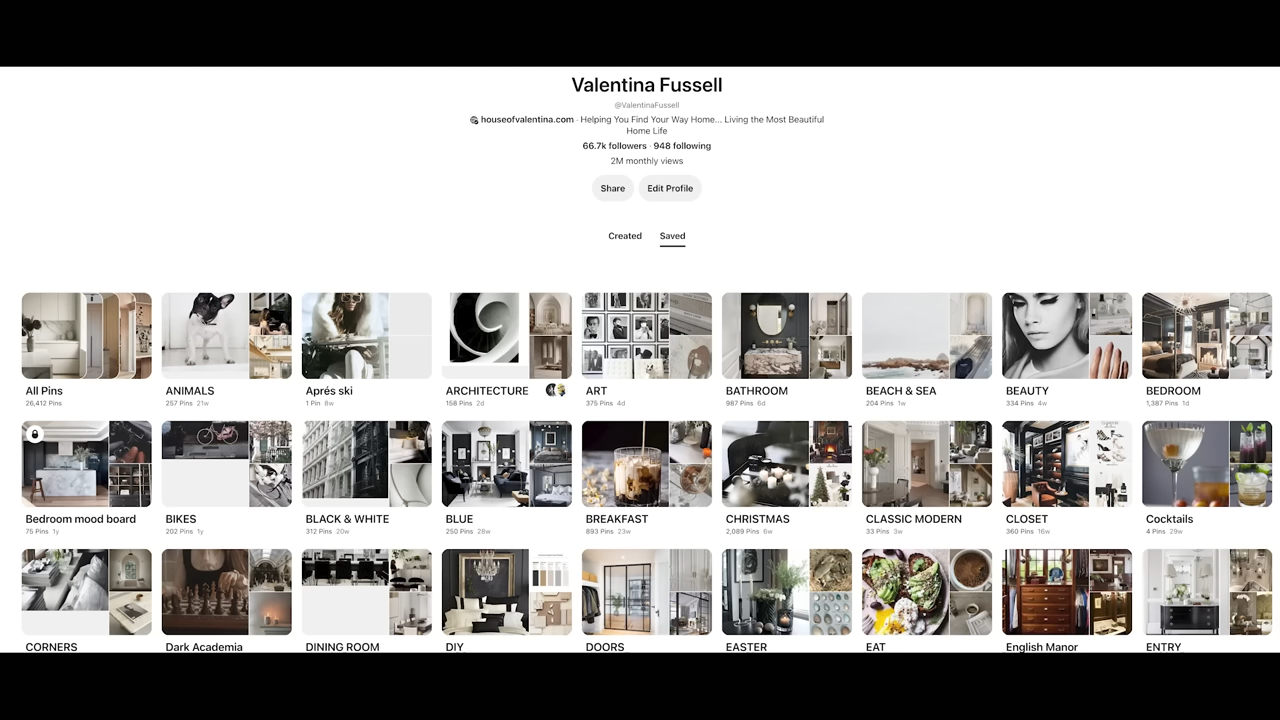 Valentina Fussell
@ValentinaFussell
houseofvalentina.com · Helping You Find Your Way Home... Living the Most Beautiful
Home Life
66.7k followers · 948 following
2M monthly views
Share Edit Profile
Created Saved
All Pins ANIMALS Aprés ski ARCHITECTURE ART BATHROOM BEACH & SEA BEAUTY BEDROOM
26,412 Pins 257 Pins 21w 1 Pin 8w 158 Pins 2d 375 Pins 4d 987 Pins 6d 204 Pins 1w 334 Pins 4w 1,387 Pins 1d
Bedroom mood board BIKES BLACK & WHITE BLUE BREAKFAST CHRISTMAS CLASSIC MODERN CLOSET Cocktails
75 Pins 1y 202 Pins 1y 312 Pins 20w 250 Pins 28w 893 Pins 23w 2,089 Pins 6w 33 Pins 3w 360 Pins 16w 4 Pins 29w
CORNERS Dark Academia DINING ROOM DIY DOORS EASTER EAT English Manor ENTRY